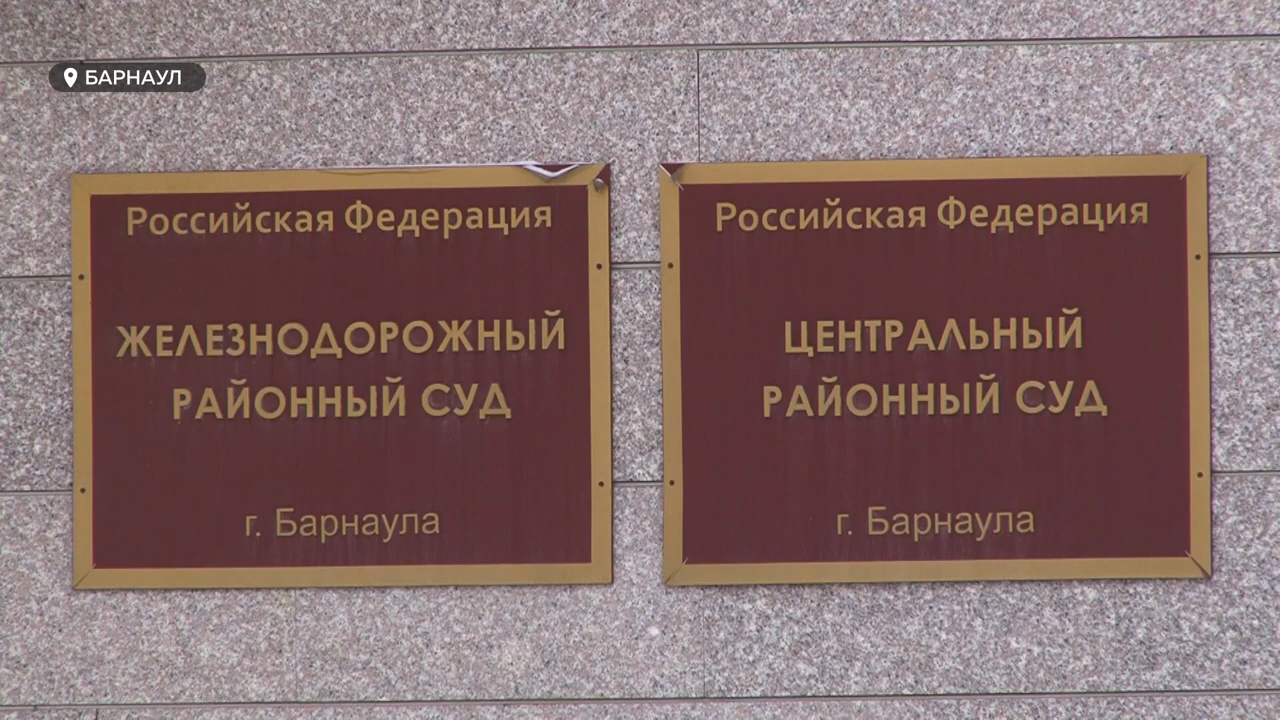 БАРНАУЛ
Российская Федерация
ЖЕЛЕЗНОДОРОЖНЫЙ
РАЙОННЫЙ СУД
г. Барнаула
Российская Федерация
ЦЕНТРАЛЬНЫЙ
РАЙОННЫЙ СУД
г. Барнаула